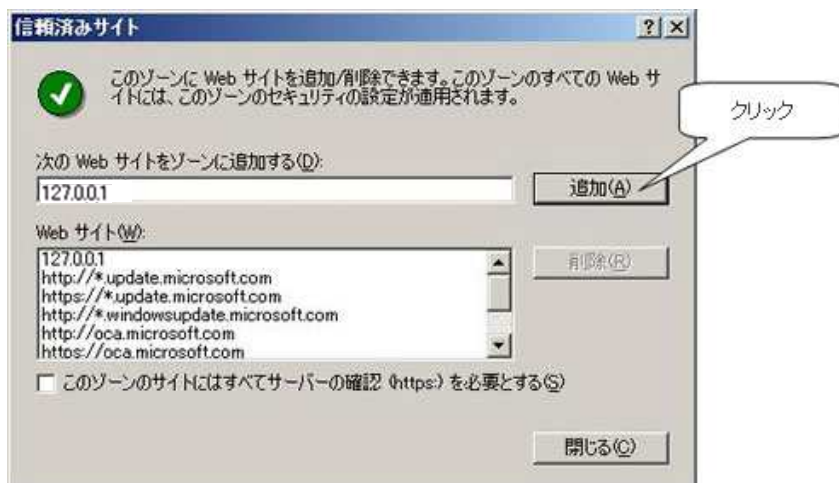 信頼済みサイト
このゾーンに Web サイトを追加/削除できます。このゾーンのすべての Web サ
イトには、このゾーンのセキュリティの設定が適用されます。
クリック
次の Web サイトをゾーンに追加する(D):
127.0.0.1
追加(A)
Web サイト(W):
127.0.0.1
http://*.update.microsoft.com
https://*.update.microsoft.com
http://*.windowsupdate.microsoft.com
http://oca.microsoft.com
https://oca.microsoft.com
削除(R)
このゾーンのサイトにはすべてサーバーの確認 (https:) を必要とする(S)
閉じる(C)